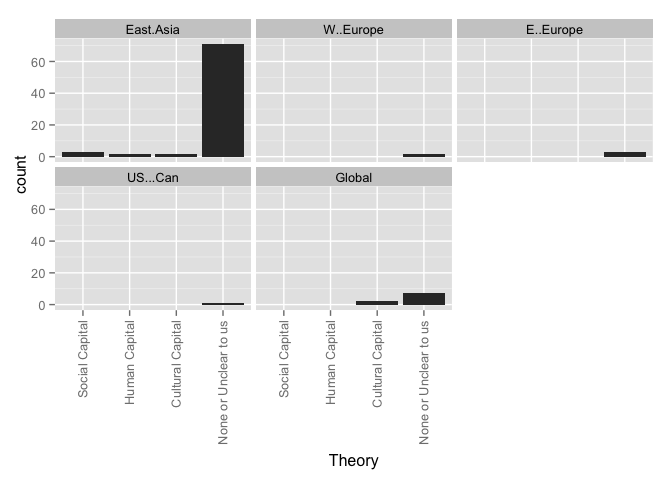 East.Asia
W..Europe
E..Europe
60
40
20
0
count
US...Can
Global
60
40
20
0
Social Capital
Human Capital
Cultural Capital
None or Unclear to us
Social Capital
Human Capital
Cultural Capital
None or Unclear to us
Theory